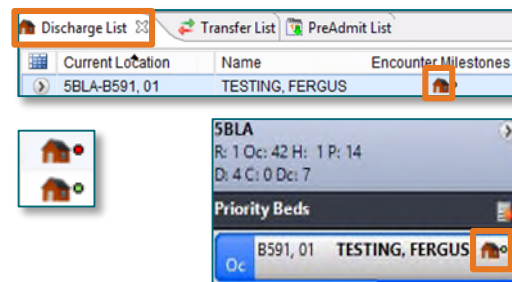 Discharge List Transfer List PreAdmit List
Current Location Name Encounter Milestones
5BLA-B591, 01 TESTING, FERGUS
5BLA
R: 1 Oc: 42 H: 1 P: 14
D: 4 C: 0 Dc: 7
Priority Beds
B591, 01 TESTING, FERGUS
Oc